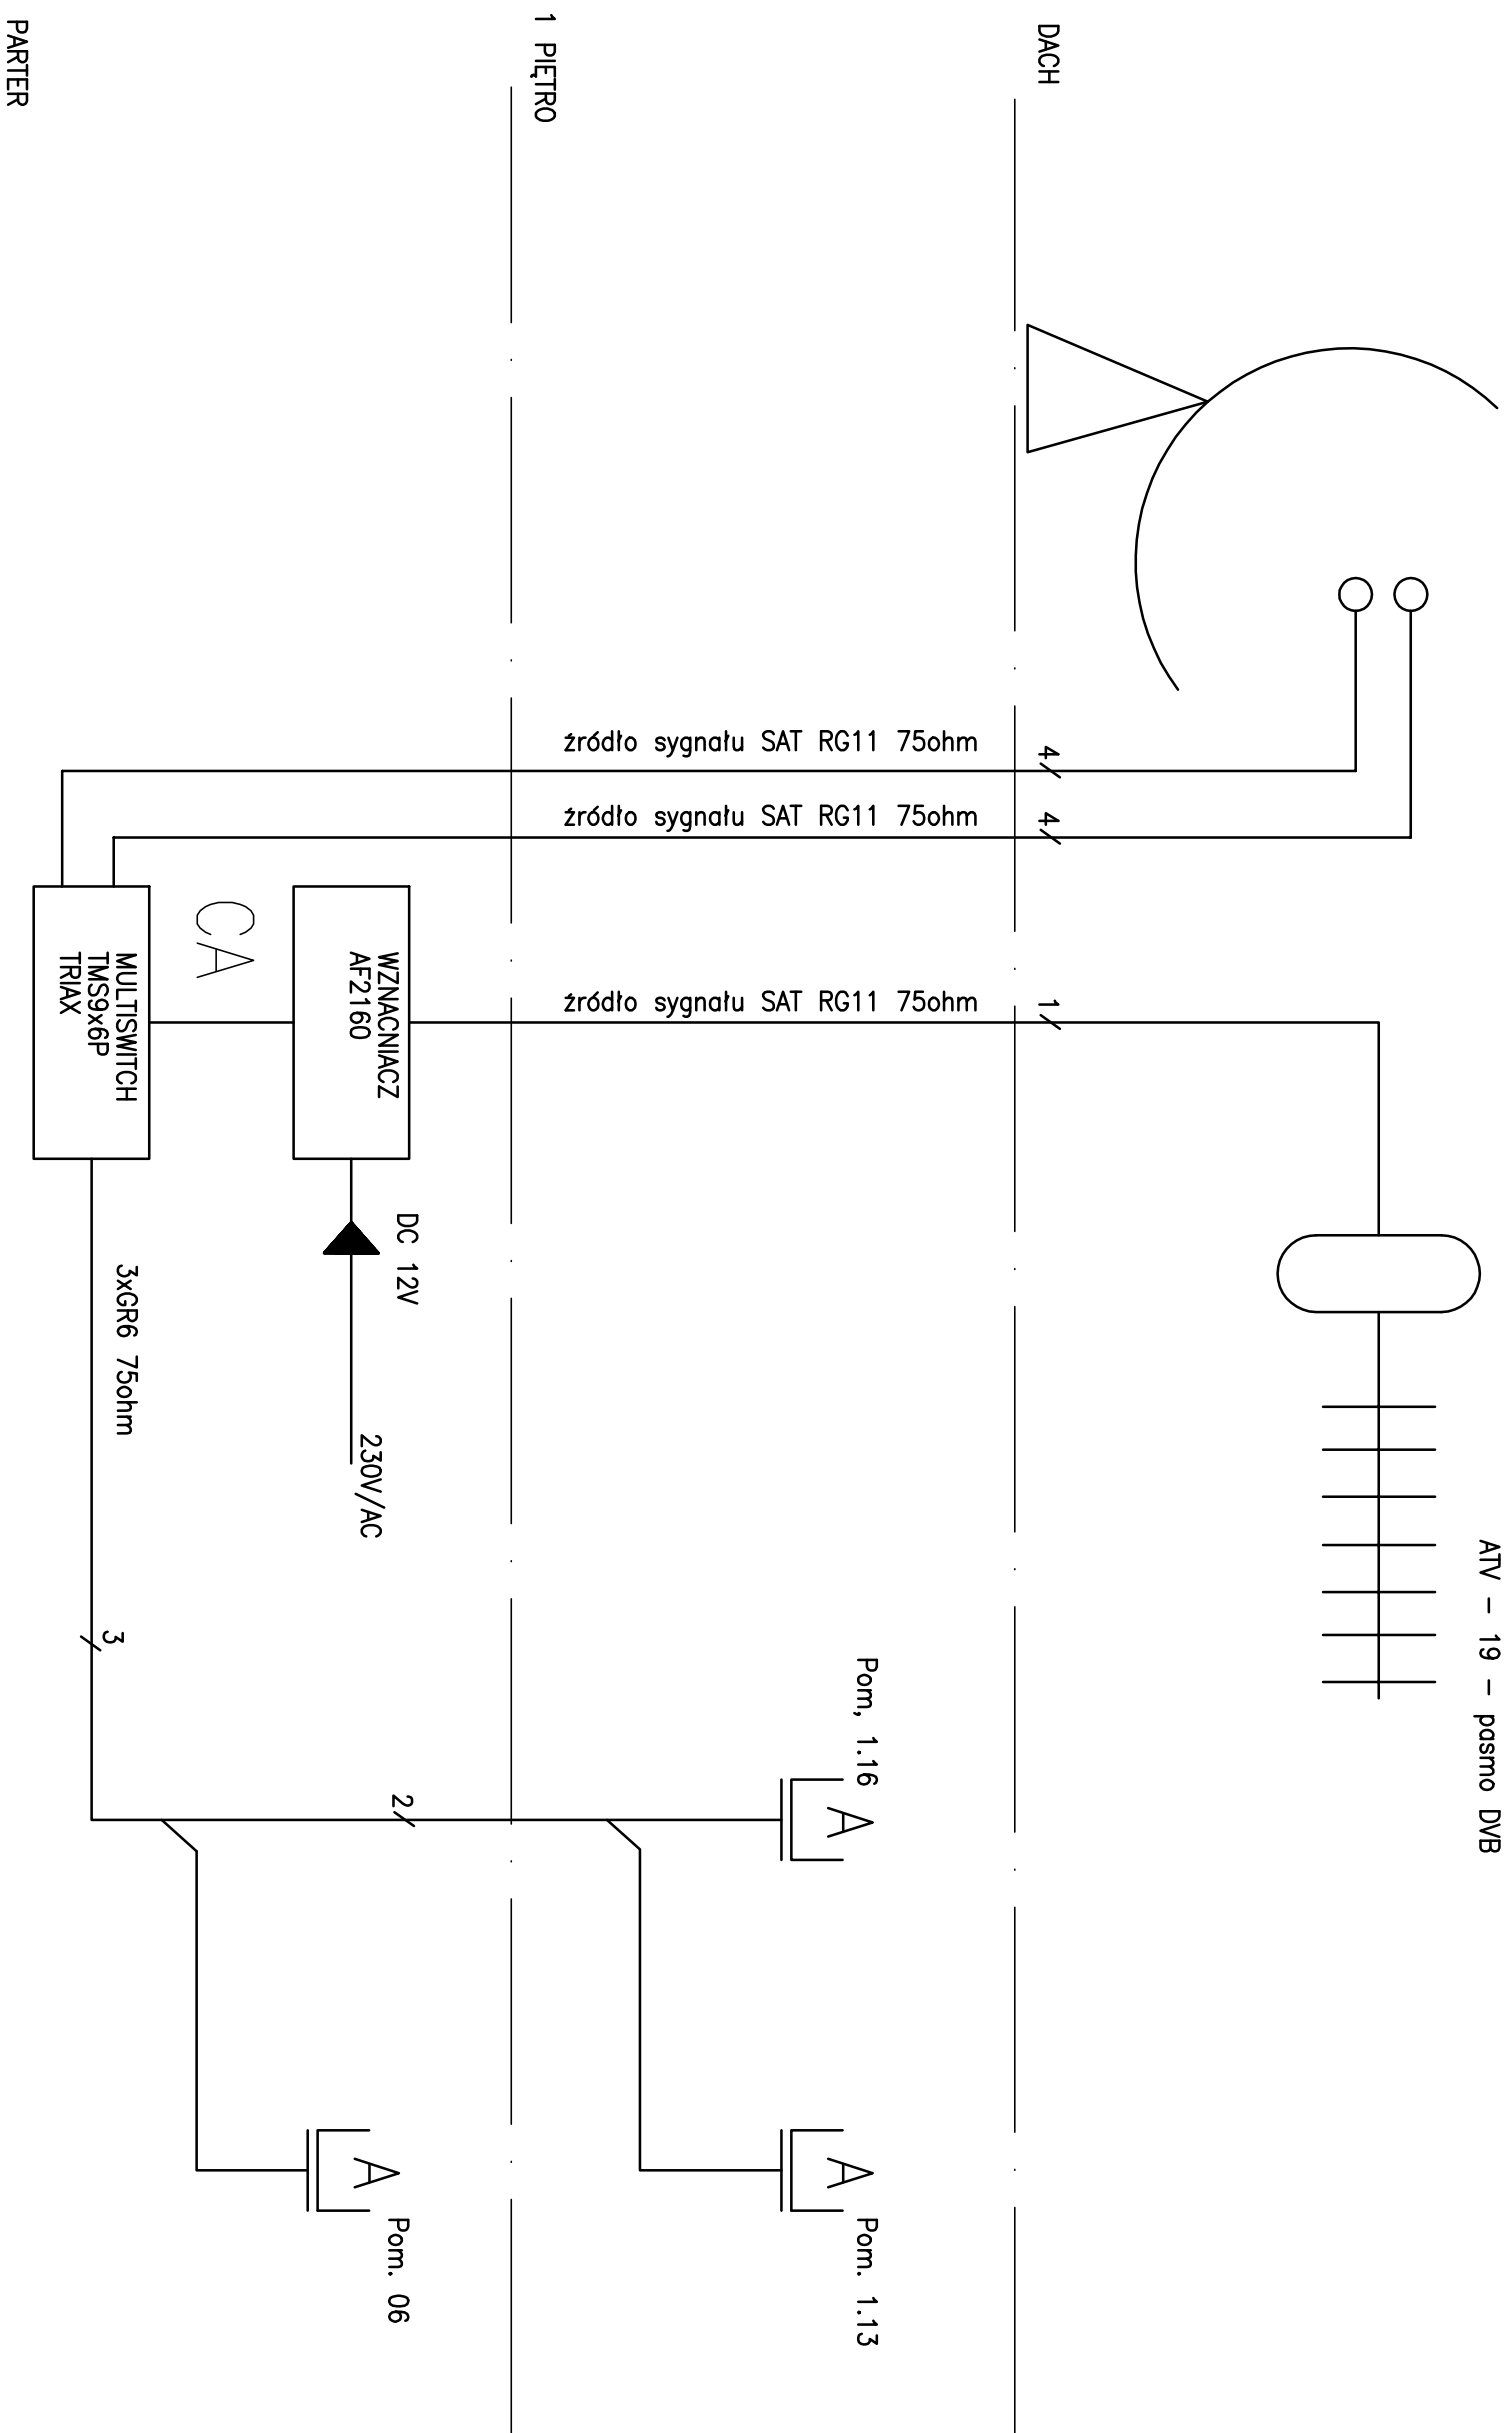 ATV - 19 - pasmo DVB
DACH
źródło sygnału SAT RG11 75ohm
4
źródło sygnału SAT RG11 75ohm
4
źródło sygnału SAT RG11 75ohm
1
Pom, 1.16
A
A
Pom. 1.13
1 PIĘTRO
WZNACNIACZ
AF2160
DC 12V
230V/AC
2
A
Pom. 06
CA
MULTISWITCH
TMS9x6P
TRIAX
3xGR6 75ohm
3
PARTER